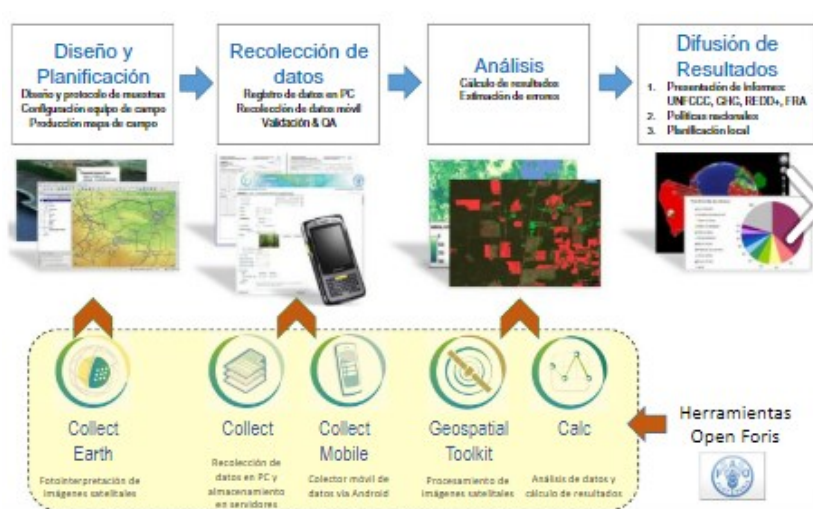 Diseño y
Planificación
Diseño y protocolo de muestras
Configuración equipo de campo
Producción mapa de campo
Recolección de
datos
Registro de datos en PC
Recolección de datos móvil
Validación & QA
Análisis
Cálculo de resultados
Estimación de errores
Difusión de
Resultados
1. Presentación de informes:
UNFCCC, GHG, REDD+, FRA
2. Políticas nacionales
3. Planificación local
Collect
Earth
Fotointerpretación de
imágenes satelitales
Collect
Recolección de
datos en PC y
almacenamiento
en servidores
Collect
Mobile
Colector móvil de
datos vía Android
Geospatial
Toolkit
Procesamiento de
imágenes satelitales
Calc
Análisis de datos y
cálculo de resultados
Herramientas
Open Foris